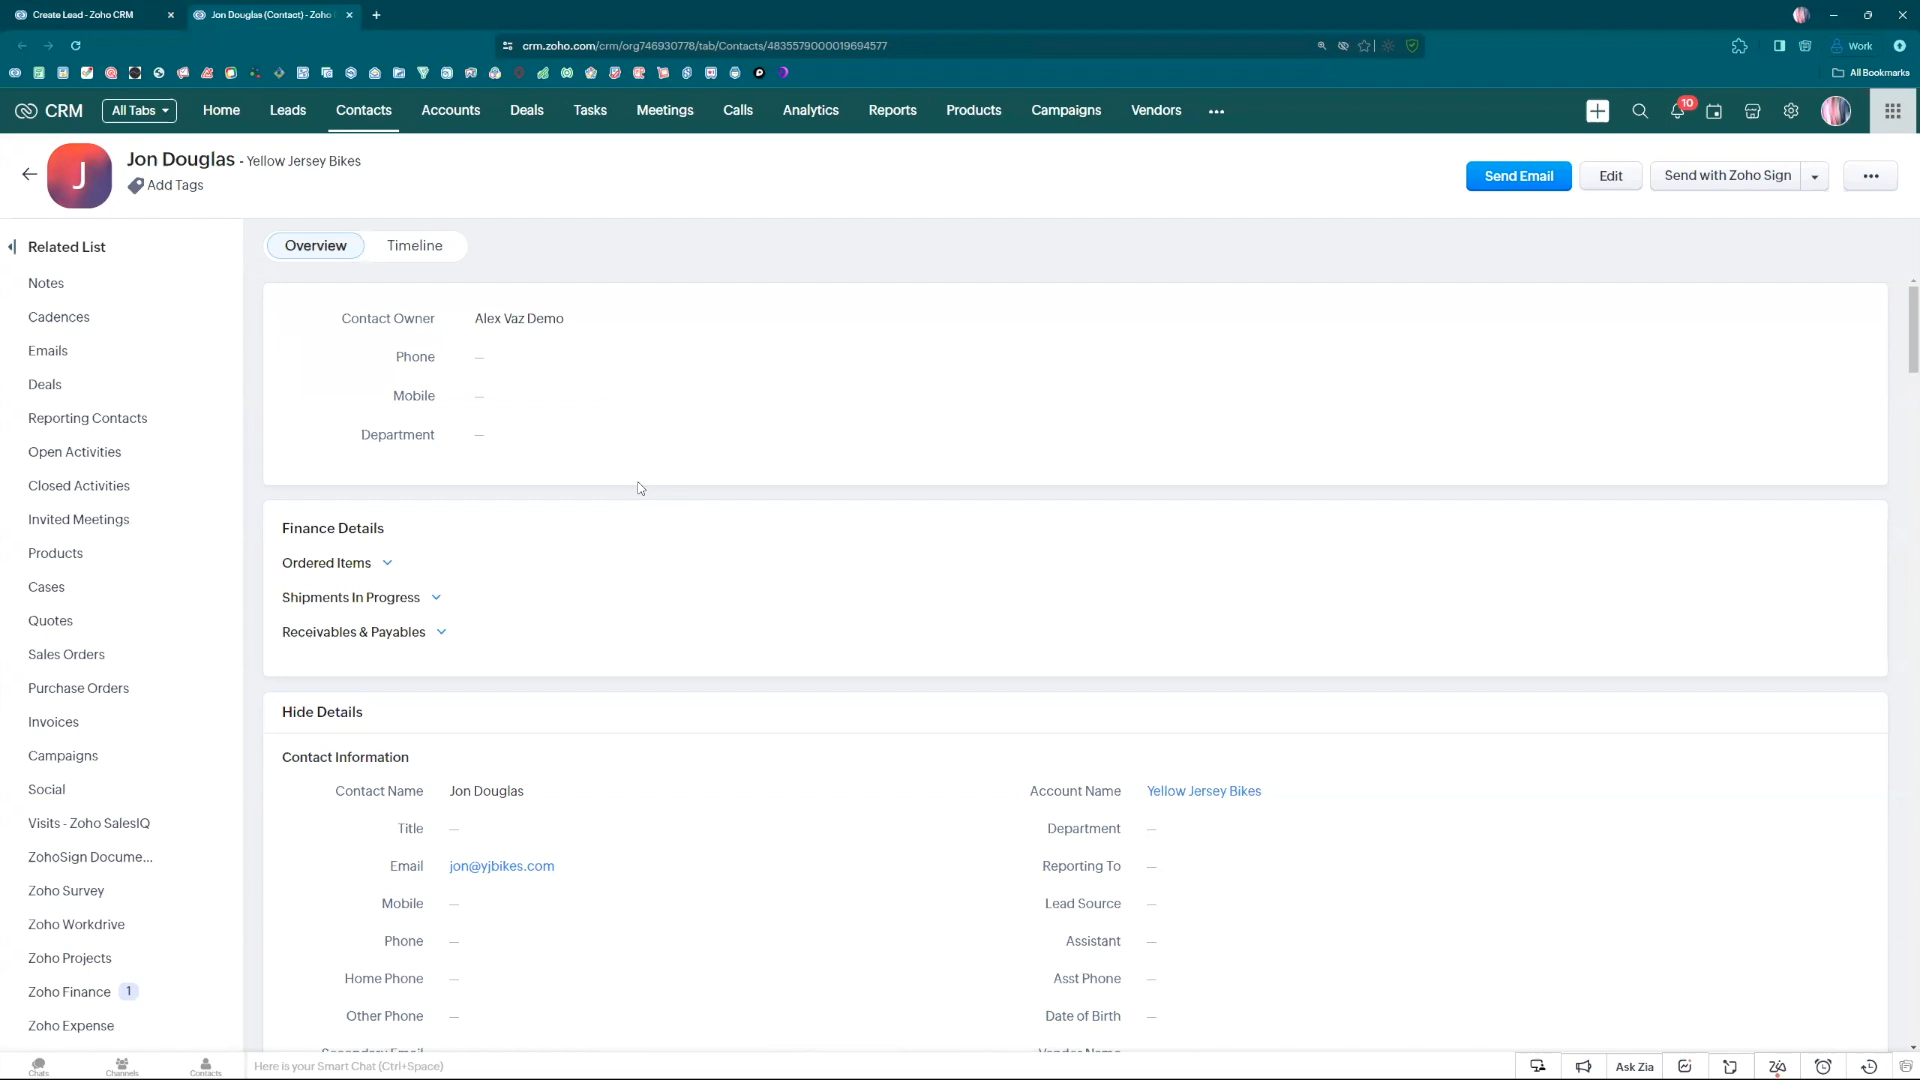 Create Lead - Zoho CRM
Jon Douglas (Contact) - Zoho
crm.zoho.com/crm/org746930778/tab/Contacts/4835579000019694577
Work
All Bookmarks
CRM
All Tabs
Home
Leads
Contacts
Accounts
Deals
Tasks
Meetings
Calls
Analytics
Reports
Products
Campaigns
Vendors
10
J
Jon Douglas - Yellow Jersey Bikes
Add Tags
Send Email
Edit
Send with Zoho Sign
Related List
Notes
Cadences
Emails
Deals
Reporting Contacts
Open Activities
Closed Activities
Invited Meetings
Products
Cases
Quotes
Sales Orders
Purchase Orders
Invoices
Campaigns
Social
Visits - Zoho SalesIQ
ZohoSign Docume...
Zoho Survey
Zoho Workdrive
Zoho Projects
Zoho Finance 1
Zoho Expense
Overview
Timeline
Contact Owner Alex Vaz Demo
Phone —
Mobile —
Department —
Finance Details
Ordered Items
Shipments In Progress
Receivables & Payables
Hide Details
Contact Information
Contact Name Jon Douglas
Account Name Yellow Jersey Bikes
Title —
Department —
Email jon@yjbikes.com
Reporting To —
Mobile —
Lead Source —
Phone —
Assistant —
Home Phone —
Asst Phone —
Other Phone —
Date of Birth —
Secondary Email
Vendor Name
Chats
Channels
Contacts
Here is your Smart Chat (Ctrl+Space)
Ask Zia